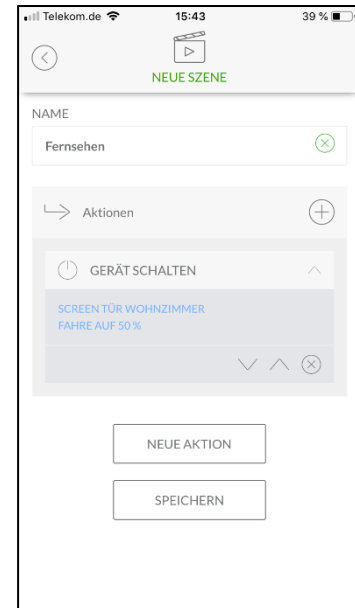 Telekom.de 15:43 39 %
NEUE SZENE
NAME
Fernsehen
Aktionen
GERÄT SCHALTEN
SCREEN TÜR WOHNZIMMER
FAHRE AUF 50 %
NEUE AKTION
SPEICHERN